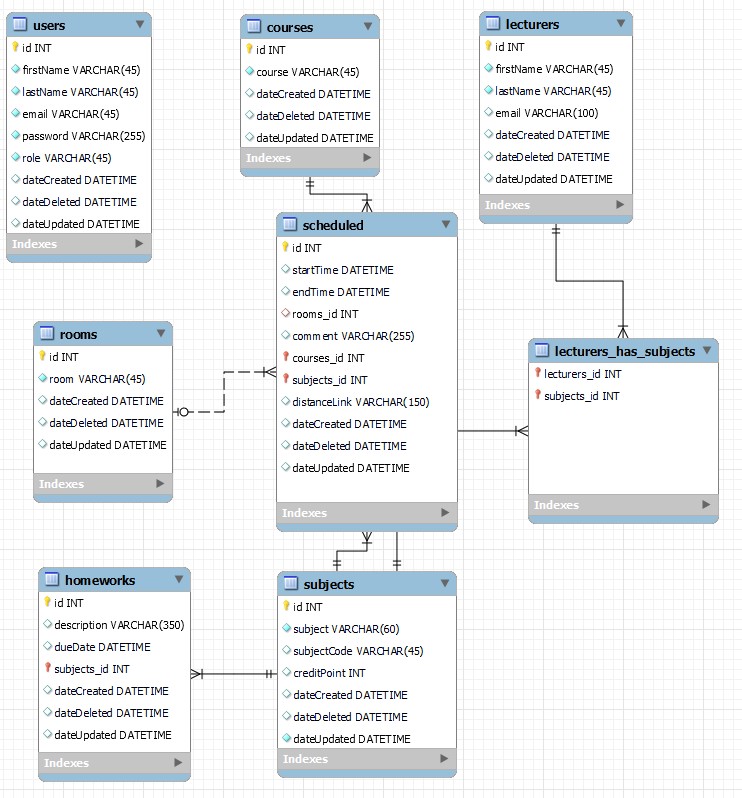 users
id INT
firstName VARCHAR(45)
lastName VARCHAR(45)
email VARCHAR(45)
password VARCHAR(255)
role VARCHAR(45)
dateCreated DATETIME
dateDeleted DATETIME
dateUpdated DATETIME
Indexes
courses
id INT
course VARCHAR(45)
dateCreated DATETIME
dateDeleted DATETIME
dateUpdated DATETIME
Indexes
lecturers
id INT
firstName VARCHAR(45)
lastName VARCHAR(45)
email VARCHAR(100)
dateCreated DATETIME
dateDeleted DATETIME
dateUpdated DATETIME
Indexes
scheduled
id INT
startTime DATETIME
endTime DATETIME
rooms_id INT
comment VARCHAR(255)
courses_id INT
subjects_id INT
distanceLink VARCHAR(150)
dateCreated DATETIME
dateDeleted DATETIME
dateUpdated DATETIME
Indexes
rooms
id INT
room VARCHAR(45)
dateCreated DATETIME
dateDeleted DATETIME
dateUpdated DATETIME
Indexes
lecturers_has_subjects
lecturers_id INT
subjects_id INT
Indexes
homeworks
id INT
description VARCHAR(350)
dueDate DATETIME
subjects_id INT
dateCreated DATETIME
dateDeleted DATETIME
dateUpdated DATETIME
Indexes
subjects
id INT
subject VARCHAR(60)
subjectCode VARCHAR(45)
creditPoint INT
dateCreated DATETIME
dateDeleted DATETIME
dateUpdated DATETIME
Indexes